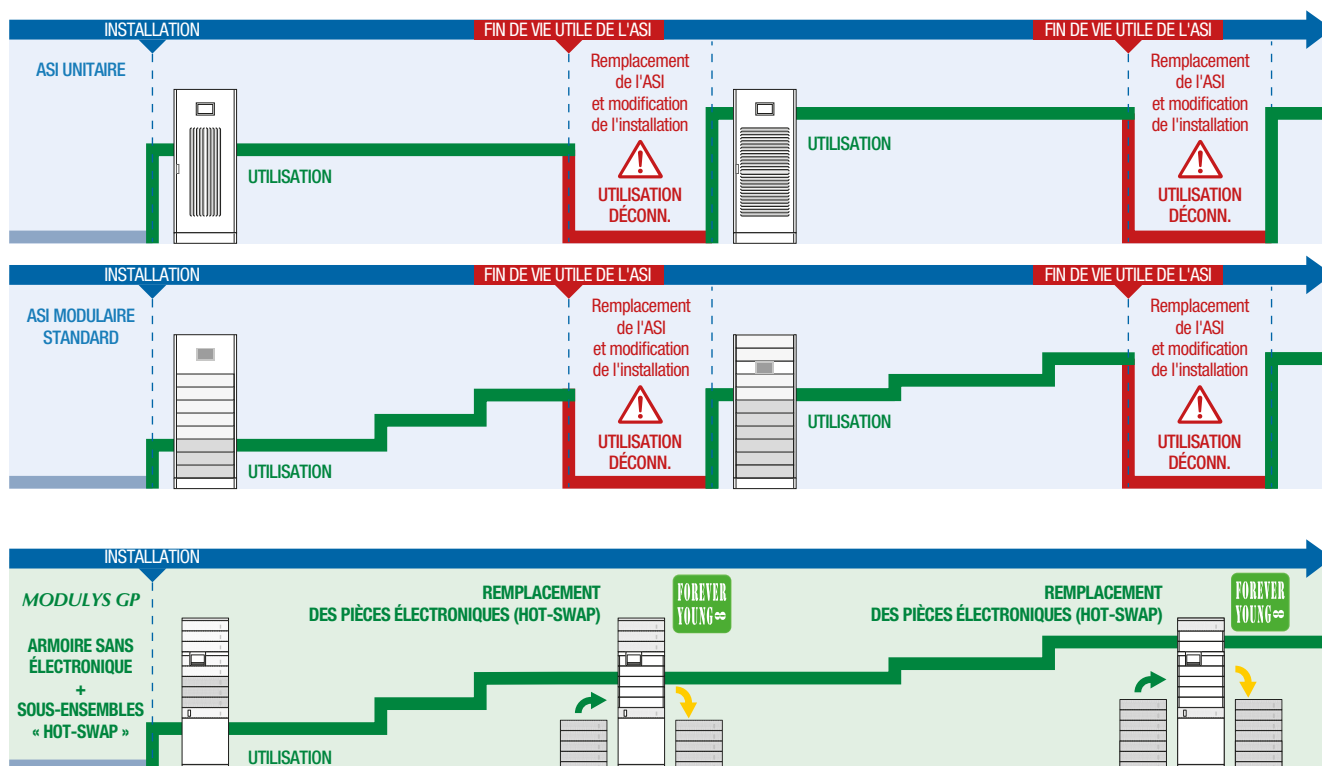 INSTALLATION
FIN DE VIE UTILE DE L'ASI
FIN DE VIE UTILE DE L'ASI
ASI UNITAIRE
UTILISATION
Remplacement
de l'ASI
et modification
de l'installation
UTILISATION
DÉCONN.
UTILISATION
Remplacement
de l'ASI
et modification
de l'installation
UTILISATION
DÉCONN.
INSTALLATION
FIN DE VIE UTILE DE L'ASI
FIN DE VIE UTILE DE L'ASI
ASI MODULAIRE
STANDARD
UTILISATION
Remplacement
de l'ASI
et modification
de l'installation
UTILISATION
DÉCONN.
UTILISATION
Remplacement
de l'ASI
et modification
de l'installation
UTILISATION
DÉCONN.
INSTALLATION
MODULYS GP
ARMOIRE SANS
ÉLECTRONIQUE
+
SOUS-ENSEMBLES
« HOT-SWAP »
UTILISATION
REMPLACEMENT
DES PIÈCES ÉLECTRONIQUES (HOT-SWAP)
FOREVER
YOUNG∞
REMPLACEMENT
DES PIÈCES ÉLECTRONIQUES (HOT-SWAP)
FOREVER
YOUNG∞